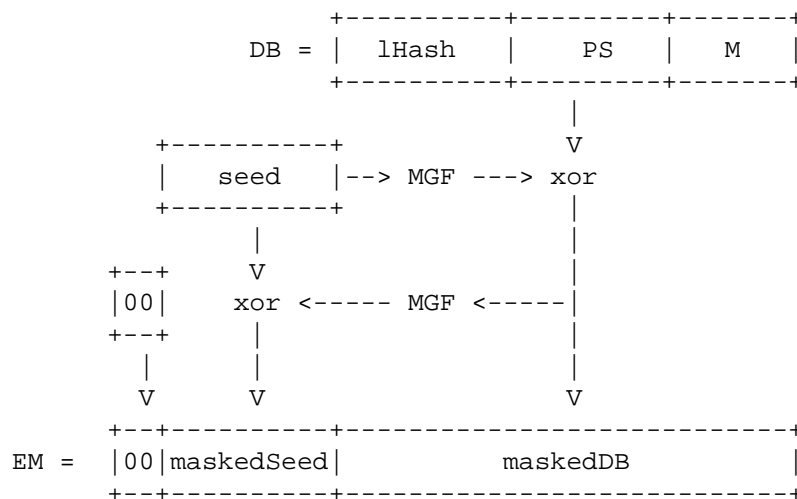 +----------+---------+-------+
DB = | lHash | PS | M |
+----------+---------+-------+
|
+----------+ V
| seed |--> MGF ---> xor
+----------+ |
| |
+--+ V |
|00| xor <----- MGF <-----|
+--+ | |
| | |
V V V
+--+----------+----------------------------+
EM = |00|maskedSeed| maskedDB |
+--+----------+----------------------------+